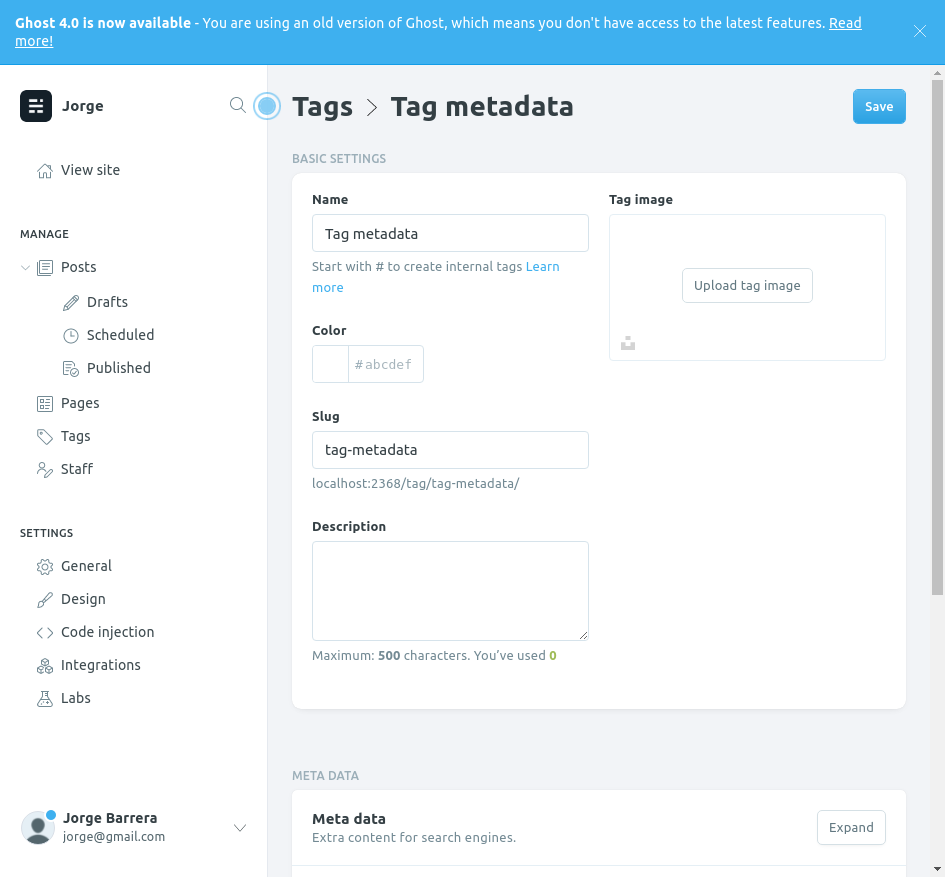 Ghost 4.0 is now available - You are using an old version of Ghost, which means you don't have access to the latest features. Read
more!
Jorge
View site
MANAGE
Posts
Drafts
Scheduled
Published
Pages
Tags
Staff
SETTINGS
General
Design
Code injection
Integrations
Labs
Jorge Barrera
jorge@gmail.com
Tags > Tag metadata
Save
BASIC SETTINGS
Name
Tag metadata
Start with # to create internal tags Learn
more
Color
#abcdef
Slug
tag-metadata
localhost:2368/tag/tag-metadata/
Description
Maximum: 500 characters. You’ve used 0
Tag image
Upload tag image
META DATA
Meta data
Extra content for search engines.
Expand